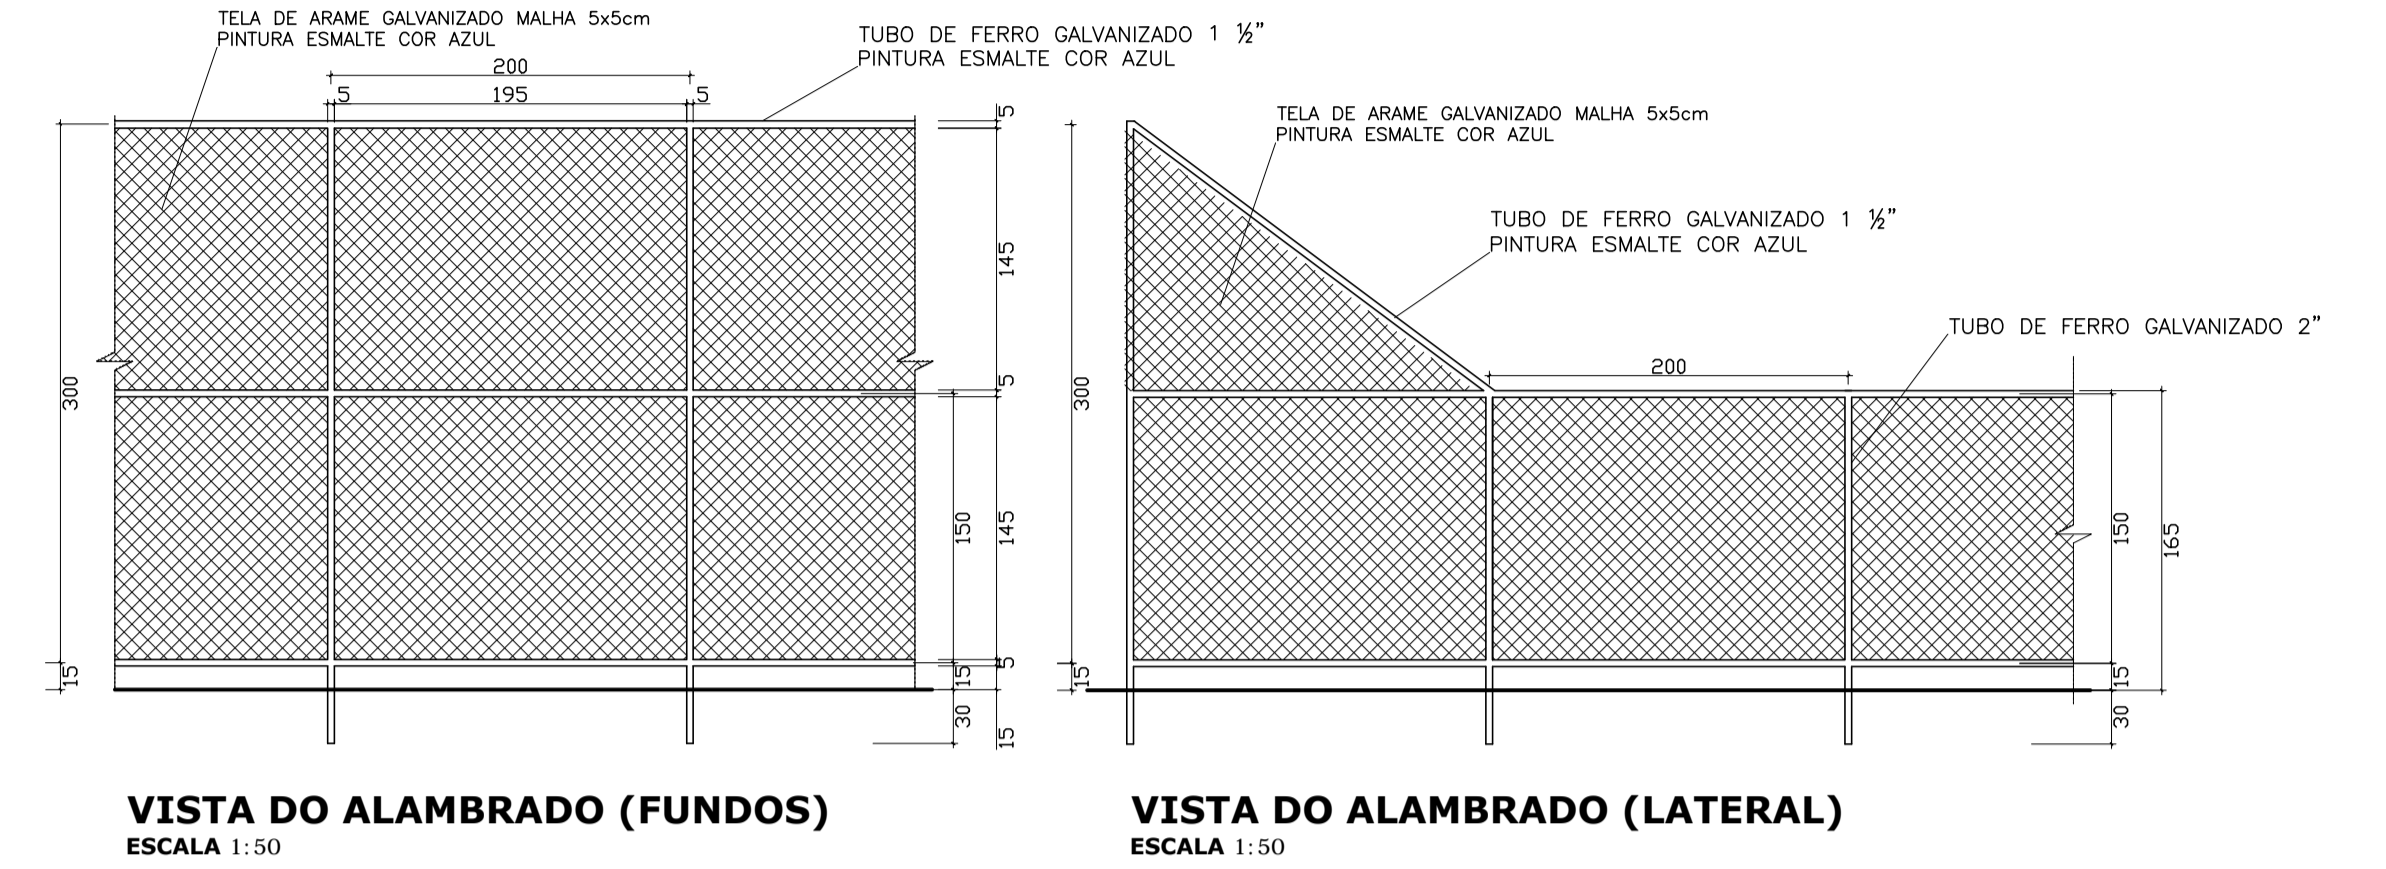 TELA DE ARAME GALVANIZADO MALHA 5x5cm
PINTURA ESMALTE COR AZUL
TUBO DE FERRO GALVANIZADO 1 ½"
PINTURA ESMALTE COR AZUL
200
5 195 5
5
145
5
145
5
15
300
15
150
15
30
VISTA DO ALAMBRADO (FUNDOS)
ESCALA 1:50
TELA DE ARAME GALVANIZADO MALHA 5x5cm
PINTURA ESMALTE COR AZUL
TUBO DE FERRO GALVANIZADO 1 ½"
PINTURA ESMALTE COR AZUL
TUBO DE FERRO GALVANIZADO 2"
200
300
15
150
15
30
165
VISTA DO ALAMBRADO (LATERAL)
ESCALA 1:50